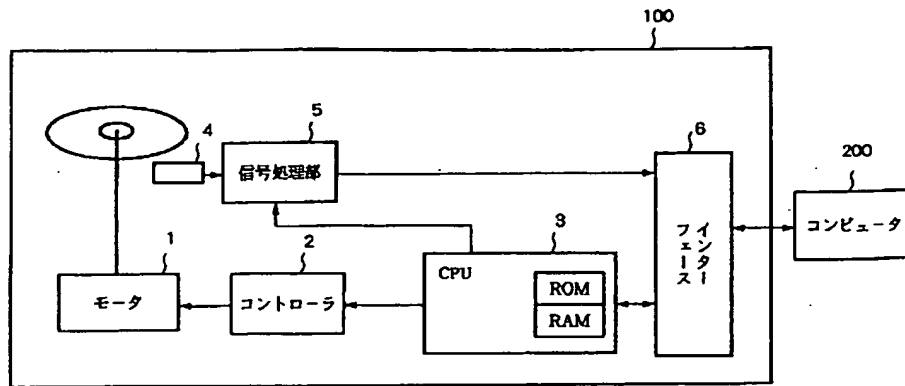 100
5
4
信号処理部
6
200
コンピュータ
インター
フェース
3
CPU
ROM
RAM
2
コントローラ
1
モータ